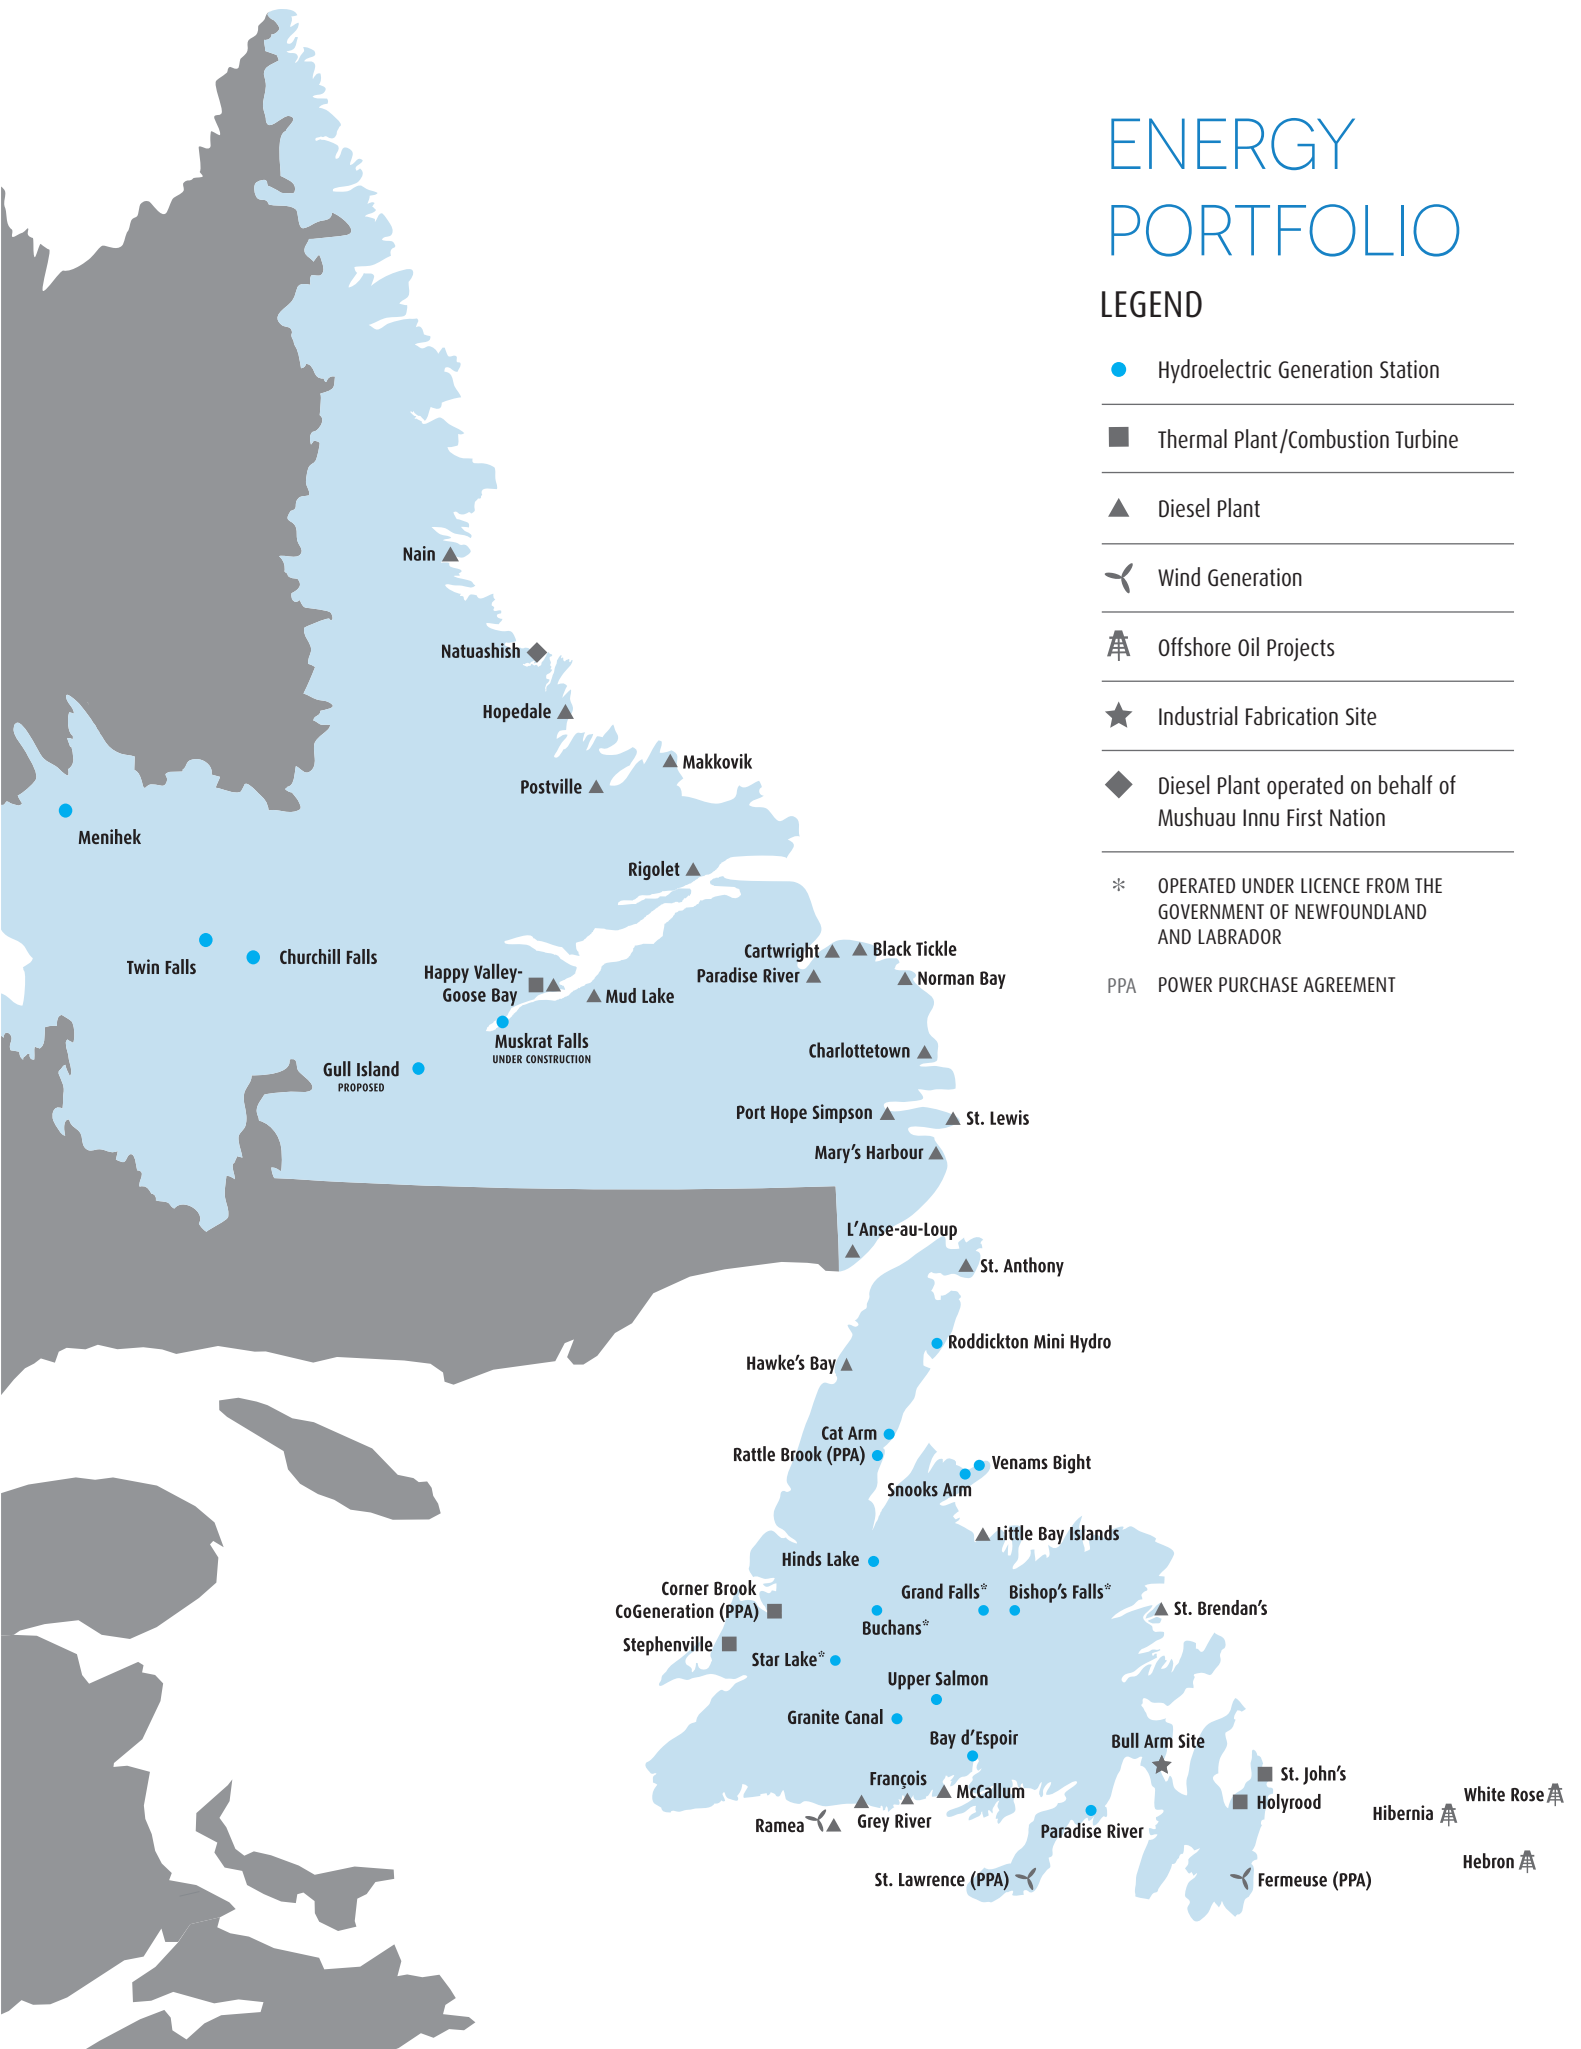 ENERGY
PORTFOLIO
LEGEND
Hydroelectric Generation Station
Thermal Plant/Combustion Turbine
Diesel Plant
Wind Generation
Offshore Oil Projects
Industrial Fabrication Site
Diesel Plant operated on behalf of
Mushuau Innu First Nation
* OPERATED UNDER LICENCE FROM THE
GOVERNMENT OF NEWFOUNDLAND
AND LABRADOR
PPA POWER PURCHASE AGREEMENT
Nain
Natuashish
Hopedale
Makkovik
Postville
Menihek
Rigolet
Twin Falls
Churchill Falls
Happy Valley-
Goose Bay
Mud Lake
Cartwright
Black Tickle
Paradise River
Norman Bay
Muskrat Falls
UNDER CONSTRUCTION
Gull Island
PROPOSED
Charlottetown
Port Hope Simpson
St. Lewis
Mary's Harbour
L'Anse-au-Loup
St. Anthony
Roddickton Mini Hydro
Hawke's Bay
Cat Arm
Rattle Brook (PPA)
Venams Bight
Snooks Arm
Little Bay Islands
Hinds Lake
Corner Brook
CoGeneration (PPA)
Grand Falls*
Bishop's Falls*
Buchans*
St. Brendan's
Stephenville
Star Lake*
Upper Salmon
Granite Canal
Bay d'Espoir
Bull Arm Site
François
McCallum
St. John's
Holyrood
White Rose
Hibernia
Ramea
Grey River
Paradise River
Hebron
St. Lawrence (PPA)
Fermeuse (PPA)